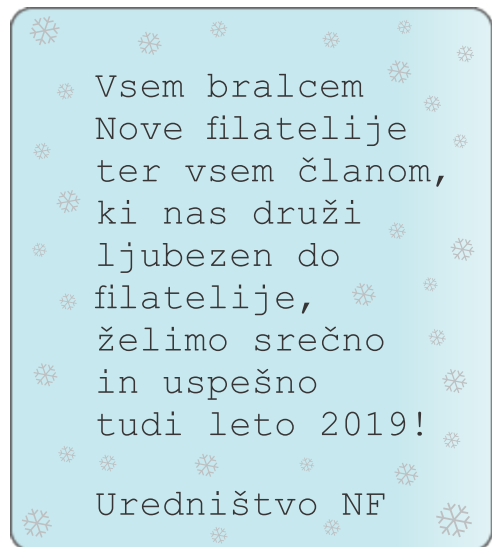 Vsem bralcem
Nove filatelije
ter vsem članom,
ki nas druži
ljubezen do
filatelije,
želimo srečno
in uspešno
tudi leto 2019!
Uredništvo NF